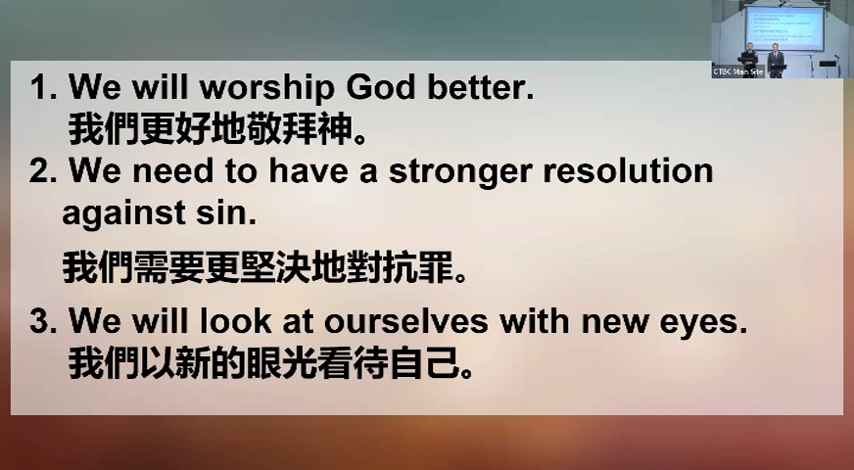 CTBC Main Site
1. We will worship God better.
我們更好地敬拜神。
2. We need to have a stronger resolution
against sin.
我們需要更堅決地對抗罪。
3. We will look at ourselves with new eyes.
我們以新的眼光看待自己。